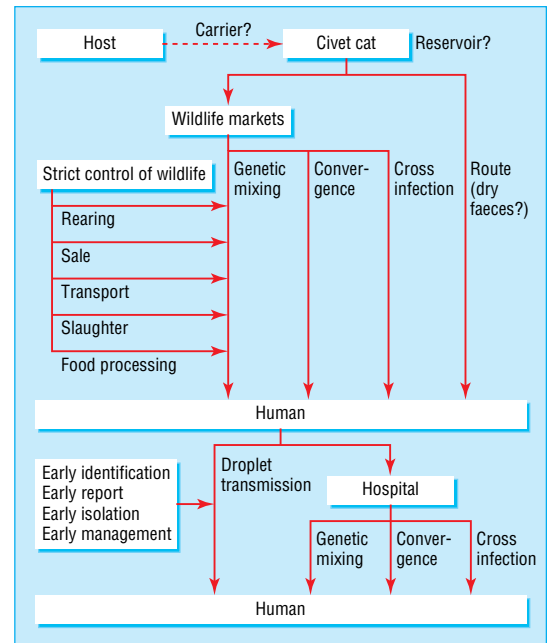 Carrier?
Host
Civet cat
Reservoir?
Wildlife markets
Strict control of wildlife
Genetic
mixing
Conver-
gence
Cross
infection
Route
(dry
faeces?)
Rearing
Sale
Transport
Slaughter
Food processing
Human
Early identification
Early report
Early isolation
Early management
Droplet
transmission
Hospital
Genetic
mixing
Conver-
gence
Cross
infection
Human